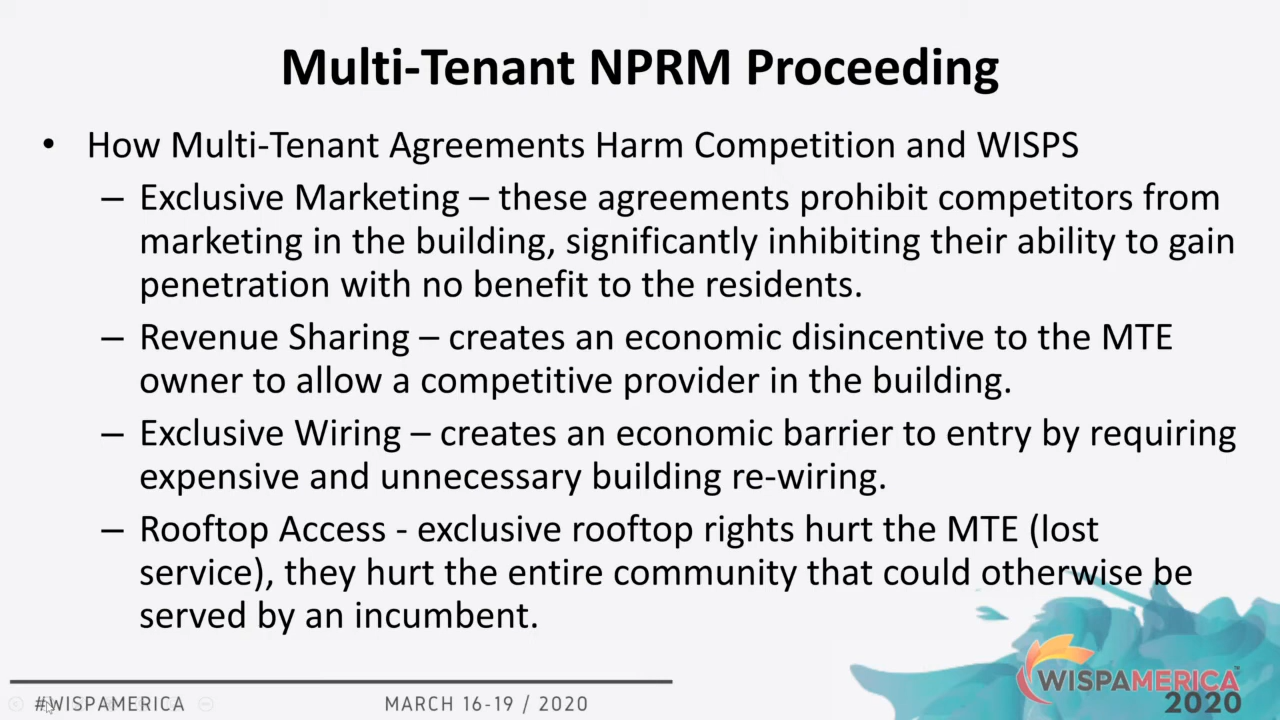 Multi-Tenant NPRM Proceeding
• How Multi-Tenant Agreements Harm Competition and WISPS
– Exclusive Marketing – these agreements prohibit competitors from
marketing in the building, significantly inhibiting their ability to gain
penetration with no benefit to the residents.
– Revenue Sharing – creates an economic disincentive to the MTE
owner to allow a competitive provider in the building.
– Exclusive Wiring – creates an economic barrier to entry by requiring
expensive and unnecessary building re-wiring.
– Rooftop Access - exclusive rooftop rights hurt the MTE (lost
service), they hurt the entire community that could otherwise be
served by an incumbent.
#WISPAMERICA
MARCH 16-19 / 2020
WISPAMERICA™
2020